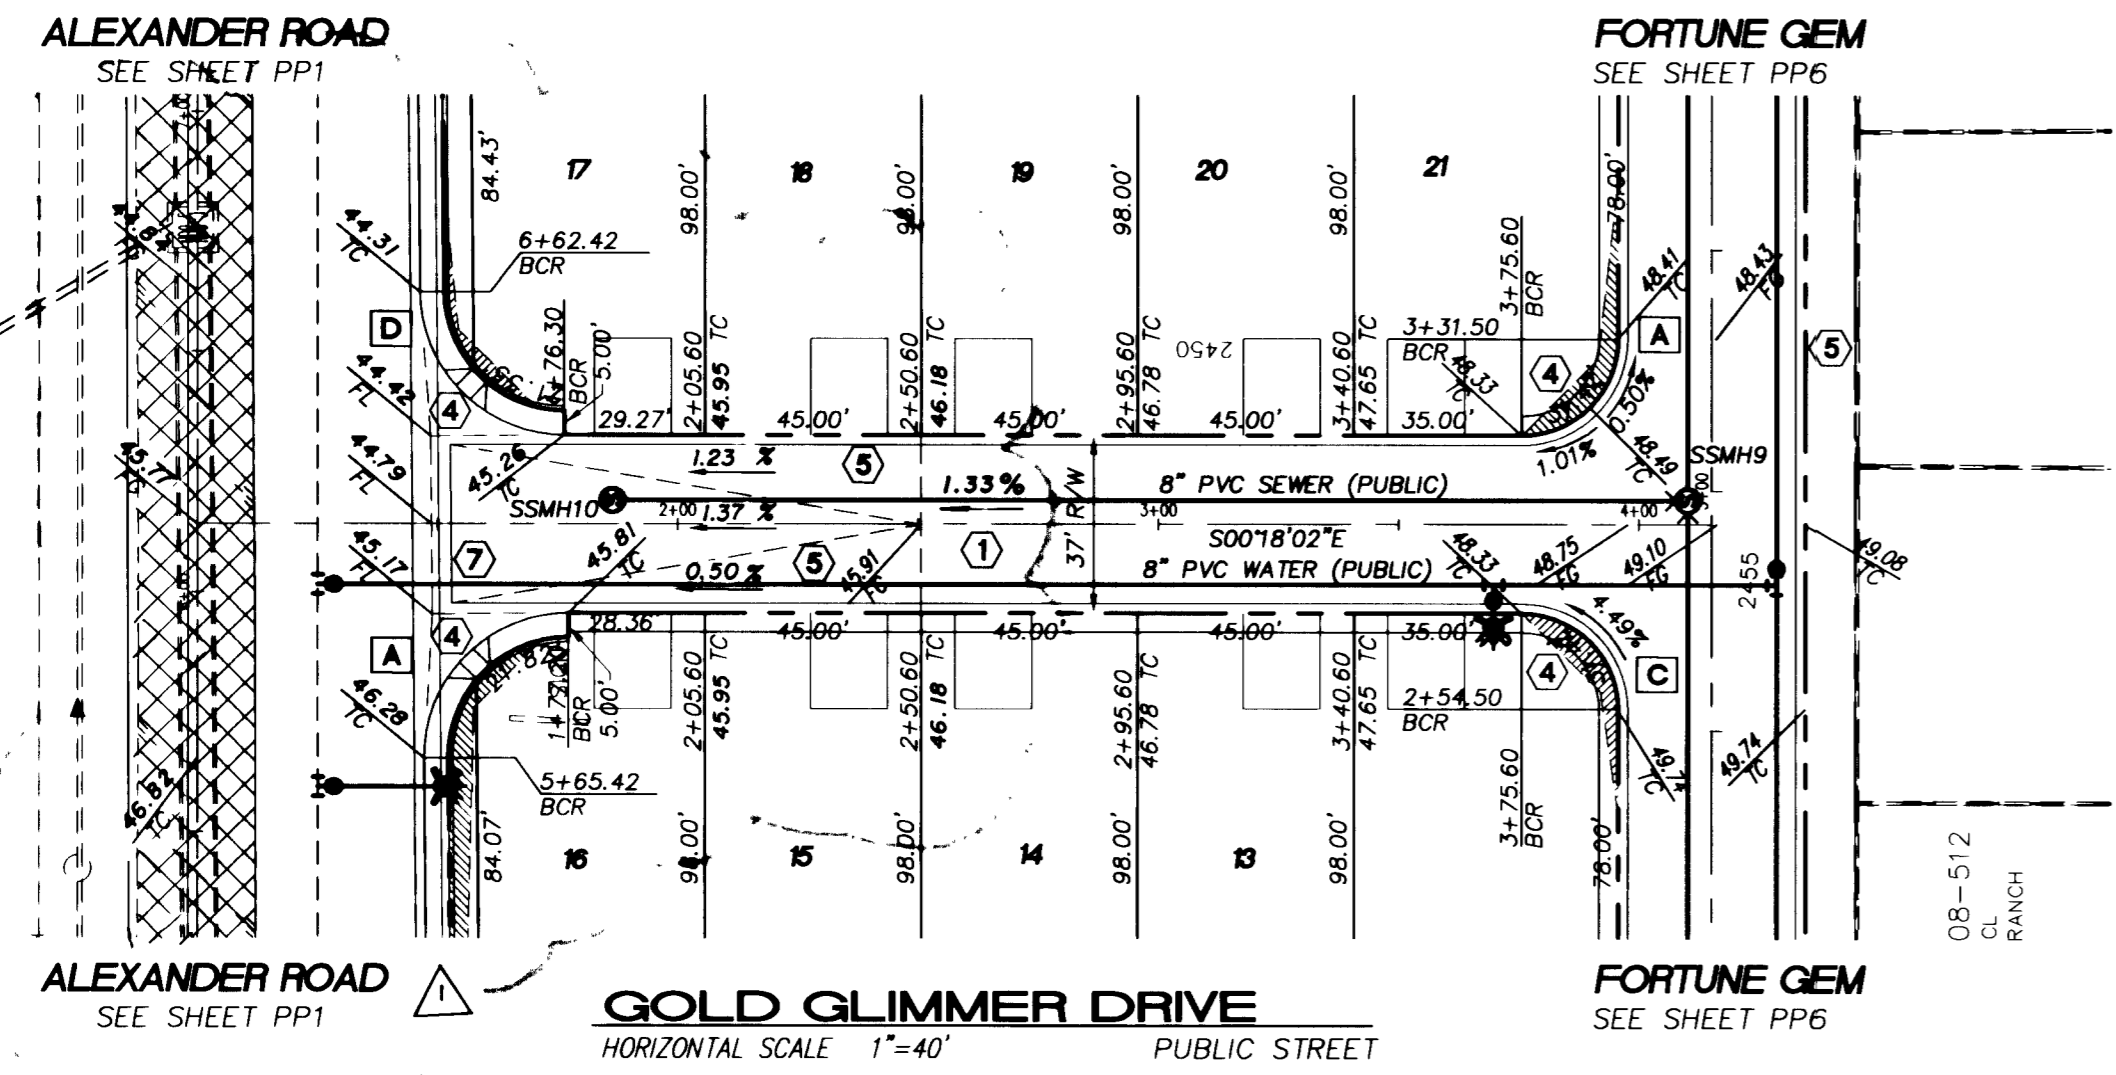 ALEXANDER ROAD
SEE SHEET PP1
FORTUNE GEM
SEE SHEET PP6
84.43'
17
98.00'
18
98.00'
19
98.00'
20
98.00'
21
78.00'
44.84
TC
44.31
TC
6+62.42
BCR
3+75.60
BCR
48.41
TC
48.43
FG
D
1+76.30
BCR
5.00'
2+05.60
45.95 TC
2+50.60
46.18 TC
2+95.60
46.78 TC
2450
3+40.60
47.65 TC
3+31.50
BCR
48.33
TC
A
4
5
44.42
FL
4
29.27'
45.00'
45.00'
45.00'
35.00'
0.50%
1.01%
48.49
TC
SSMH9
45.77
TC
44.79
FL
45.26
TC
1.23 %
5
1.33%
R/W
37'
8" PVC SEWER (PUBLIC)
SSMH10
2+00
1.37 %
3+00
4+00
S00°18'02"E
45.17
FL
7
45.81
TC
0.50 %
5
45.91
FG
1
8" PVC WATER (PUBLIC)
48.33
TC
48.75
FG
49.10
FG
2455
49.08
TC
4
A
28.36'
45.00'
45.00'
45.00'
35.00'
4.49%
4
C
46.28
TC
BCR
5.00'
2+05.60
45.95 TC
2+50.60
46.18 TC
2+95.60
46.78 TC
3+40.60
47.65 TC
2+54.50
BCR
49.74
TC
49.74
TC
46.82
TC
5+65.42
BCR
3+75.60
BCR
84.07'
16
98.00'
15
98.00'
14
98.00'
13
98.00'
78.00'
08-512
CL
RANCH
ALEXANDER ROAD
SEE SHEET PP1
1
GOLD GLIMMER DRIVE
HORIZONTAL SCALE 1"=40'
PUBLIC STREET
FORTUNE GEM
SEE SHEET PP6